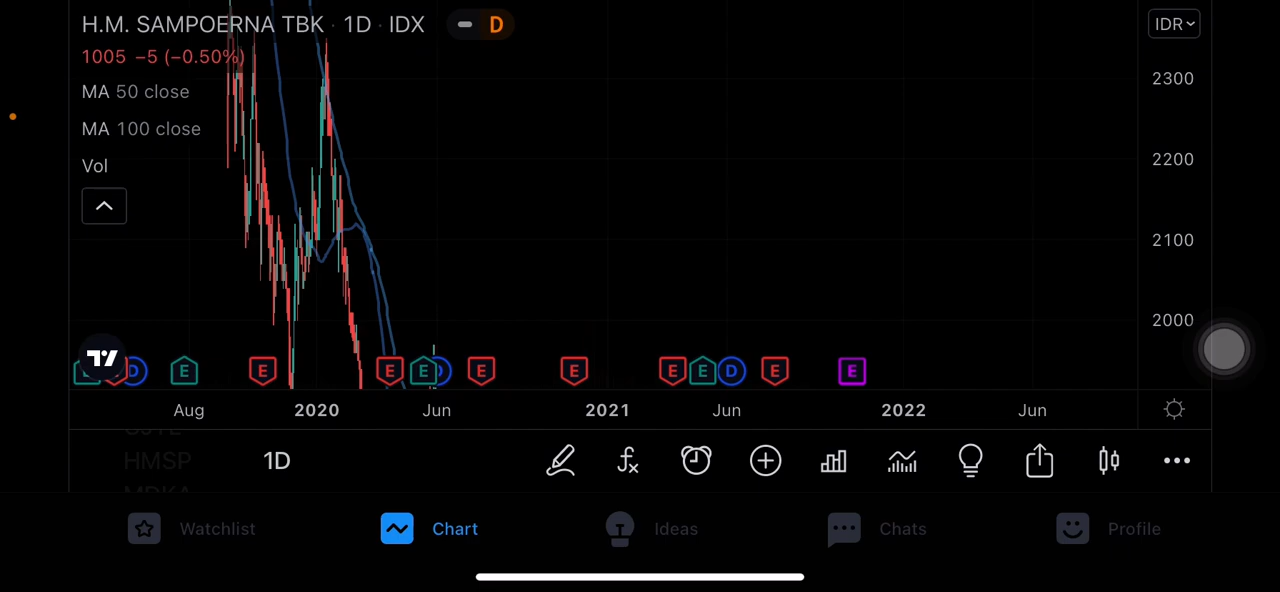 H.M. SAMPOERNA TBK · 1D · IDX D
IDR
1005 −5 (−0.50%)
MA 50 close
MA 100 close
Vol
2300
2200
2100
2000
E D E E E E D E E E E D E E
Aug 2020 Jun 2021 Jun 2022 Jun
HMSP
1D
Watchlist Chart Ideas Chats Profile